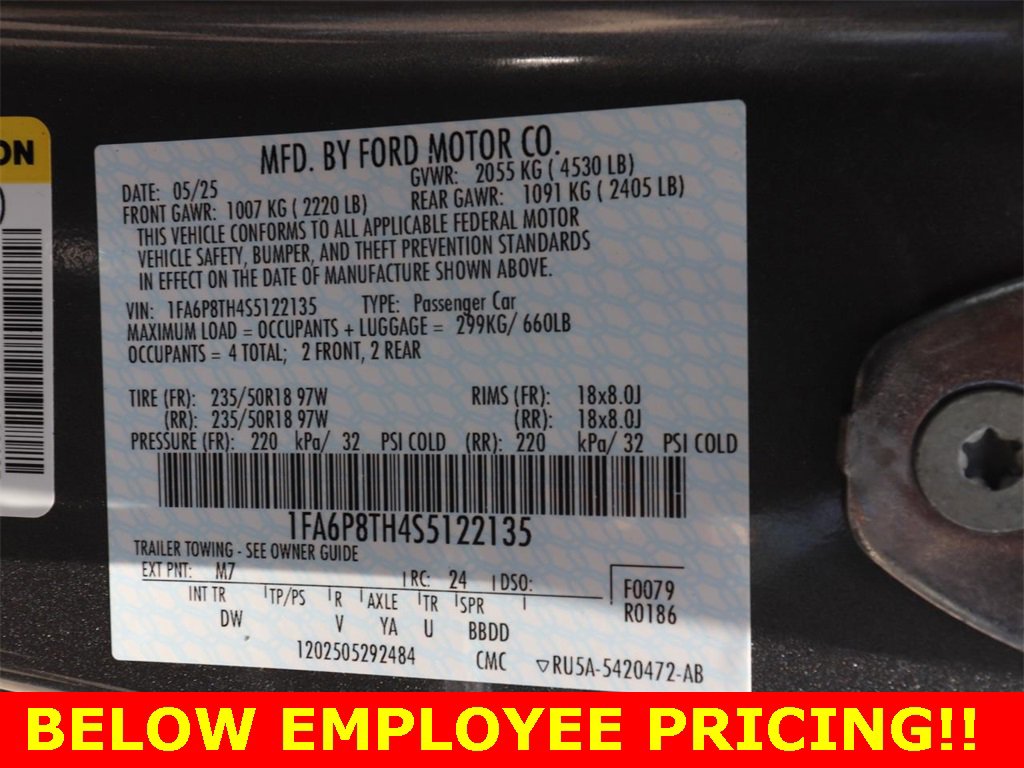 ON
)
MFD. BY FORD MOTOR CO.
DATE: 05/25 GVWR: 2055 KG ( 4530 LB)
FRONT GAWR: 1007 KG ( 2220 LB) REAR GAWR: 1091 KG ( 2405 LB)
THIS VEHICLE CONFORMS TO ALL APPLICABLE FEDERAL MOTOR
VEHICLE SAFETY, BUMPER, AND THEFT PREVENTION STANDARDS
IN EFFECT ON THE DATE OF MANUFACTURE SHOWN ABOVE.
VIN: 1FA6P8TH4S5122135 TYPE: Passenger Car
MAXIMUM LOAD = OCCUPANTS + LUGGAGE = 299KG/ 660LB
OCCUPANTS = 4 TOTAL; 2 FRONT, 2 REAR
TIRE (FR): 235/50R18 97W RIMS (FR): 18x8.0J
(RR): 235/50R18 97W (RR): 18x8.0J
PRESSURE (FR): 220 kPa/ 32 PSI COLD (RR): 220 kPa/ 32 PSI COLD
1FA6P8TH4S5122135
TRAILER TOWING - SEE OWNER GUIDE
EXT PNT: M7 RC: 24 DSO: F0079
INT TR TP/PS R AXLE TR SPR R0186
DW V YA U BBDD
1202505292484 CMC ▽RU5A-5420472-AB
BELOW EMPLOYEE PRICING!!